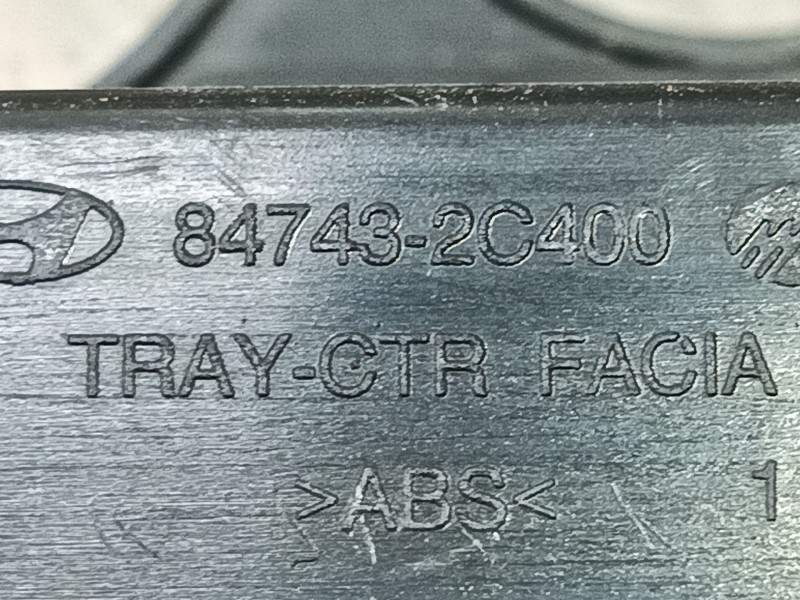 84743-2C400
TRAY-CTR FACIA
>ABS<
1